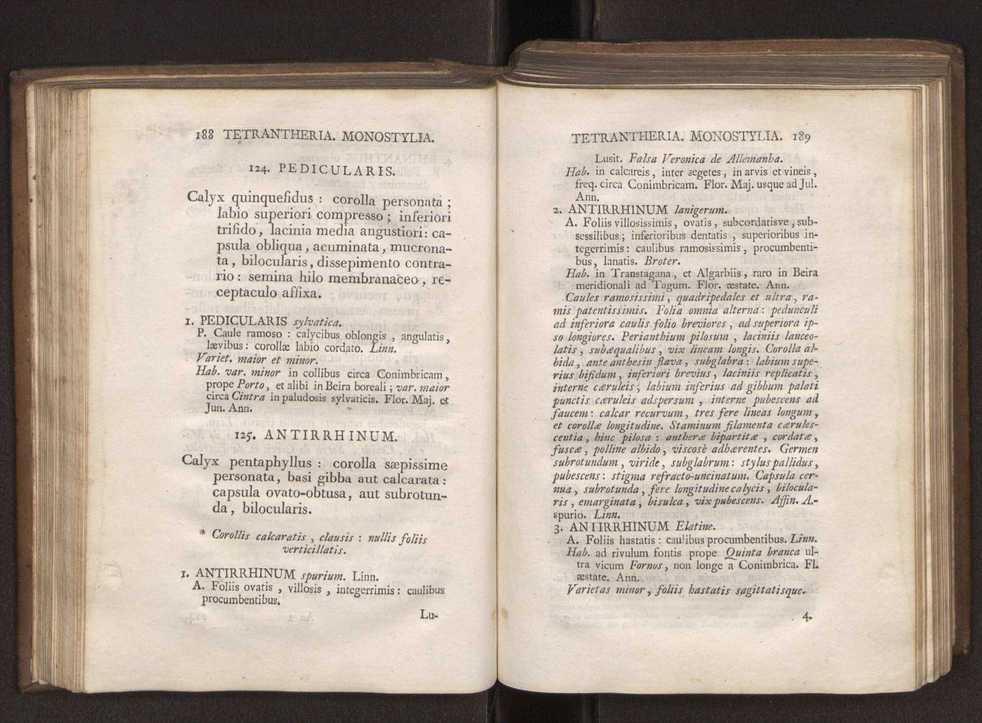 188 TETRANTHERIA. MONOSTYLIA.
124. PEDICULARIS.
Calyx quinquefidus : corolla personata ;
labio superiori compresso ; inferiori
trifido, lacinia media angustiori : ca-
psula obliqua, acuminata, mucrona-
ta, bilocularis, dissepimento contra-
rio : semina hilo membranaceo, re-
ceptaculo affixa.
1. PEDICULARIS sylvatica.
P. Caule ramoso : calycibus oblongis, angulatis,
lævibus : corollæ labio cordato. Linn.
Variet. maior et minor.
Hab. var. minor in collibus circa Conimbricam,
prope Porto, et alibi in Beira boreali ; var. maior
circa Cintra in paludosis sylvaticis. Flor. Maj. et
Jun. Ann.
125. ANTIRRHINUM.
Calyx pentaphyllus : corolla sæpissime
personata, basi gibba aut calcarata :
capsula ovato-obtusa, aut subrotun-
da, bilocularis.
* Corollis calcaratis, clausis : nullis foliis
verticillatis.
1. ANTIRRHINUM spurium. Linn.
A. Foliis ovatis, villosis, integerrimis : caulibus
procumbentibus.
Lu-
TETRANTHERIA. MONOSTYLIA. 189
Lusit. Falsa Veronica de Allemanha.
Hab. in calcareis, inter segetes, in arvis et vineis,
freq. circa Conimbricam. Flor. Maj. usque ad Jul.
Ann.
2. ANTIRRHINUM lanigerum.
A. Foliis villosissimis, ovatis, subcordatisve, sub-
sessilibus ; inferioribus dentatis, superioribus in-
tegerrimis : caulibus ramosissimis, procumbenti-
bus, lanatis. Broter.
Hab. in Transtagana, et Algarbiis, raro in Beira
meridionali ad Tagum. Flor. æstate. Ann.
Caules ramosissimi, quadripedales et ultra, ra-
mis patentissimis. Folia omnia alterna : pedunculi
ad inferiora caulis folio breviores, ad superiora ip-
so longiores. Perianthium pilosum, laciniis lanceo-
latis, subæqualibus, vix lineam longis. Corolla al-
bida, ante anthesin flava, subglabra : labium supe-
rius bifidum, inferiori brevius, laciniis replicatis,
interne cæruleis ; labium inferius ad gibbum palati
punctis cæruleis adspersum, interne pubescens ad
faucem : calcar recurvum, tres fere lineas longum,
et corollæ longitudine. Staminum filamenta cærules-
centia, hinc pilosa : antheræ bipartitæ, cordatæ,
fuscæ, polline albido, viscosè adhærentes. Germen
subrotundum, viride, subglabrum : stylus pallidus,
pubescens : stigma refracto-uncinatum. Capsula cer-
nua, subrotunda, fere longitudine calycis, bilocula-
ris, emarginata, bisulca, vix pubescens. Affin. A.
spurio. Linn.
3. ANTIRRHINUM Elatine.
A. Foliis hastatis : caulibus procumbentibus. Linn.
Hab. ad rivulum fontis prope Quinta branca ul-
tra vicum Fornos, non longe a Conimbrica. Fl.
æstate. Ann.
Varietas minor, foliis hastatis sagittatisque.
4.